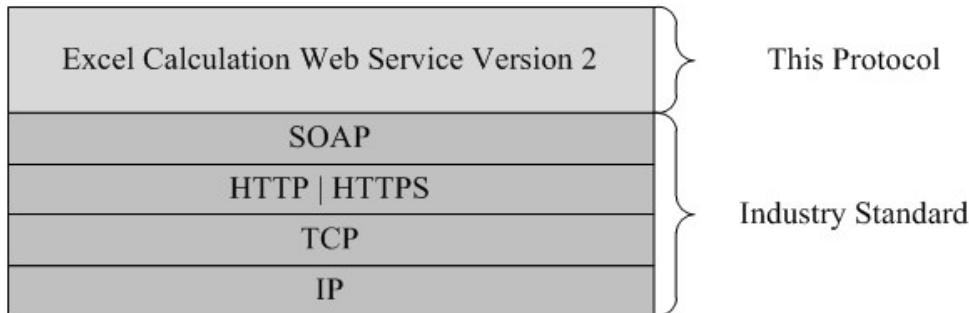 Excel Calculation Web Service Version 2
This Protocol
SOAP
HTTP | HTTPS
TCP
IP
Industry Standard